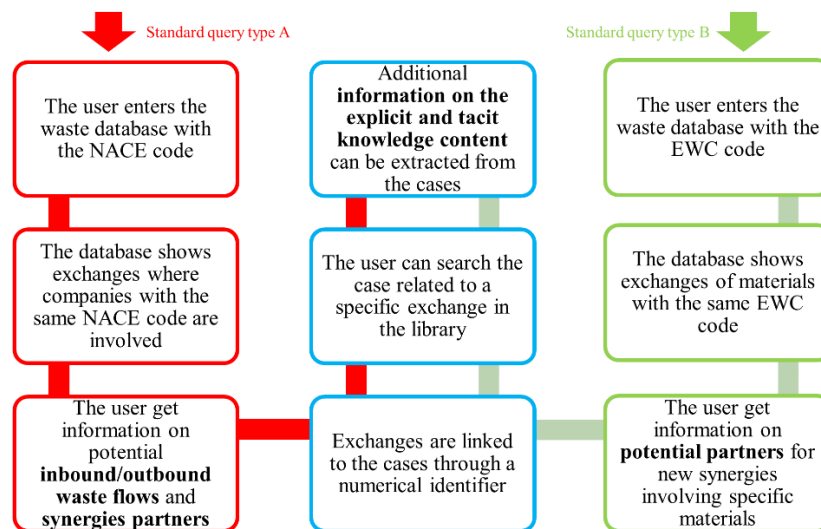 Standard query type A
Standard query type B
The user enters the
waste database with
the NACE code
Additional
information on the
explicit and tacit
knowledge content
can be extracted from
the cases
The user enters the
waste database with the
EWC code
The database shows
exchanges where
companies with the
same NACE code are
involved
The user can search the
case related to a
specific exchange in
the library
The database shows
exchanges of materials
with the same EWC
code
The user get
information on
potential
inbound/outbound
waste flows and
synergies partners
Exchanges are linked
to the cases through a
numerical identifier
The user get
information on
potential partners for
new synergies
involving specific
materials